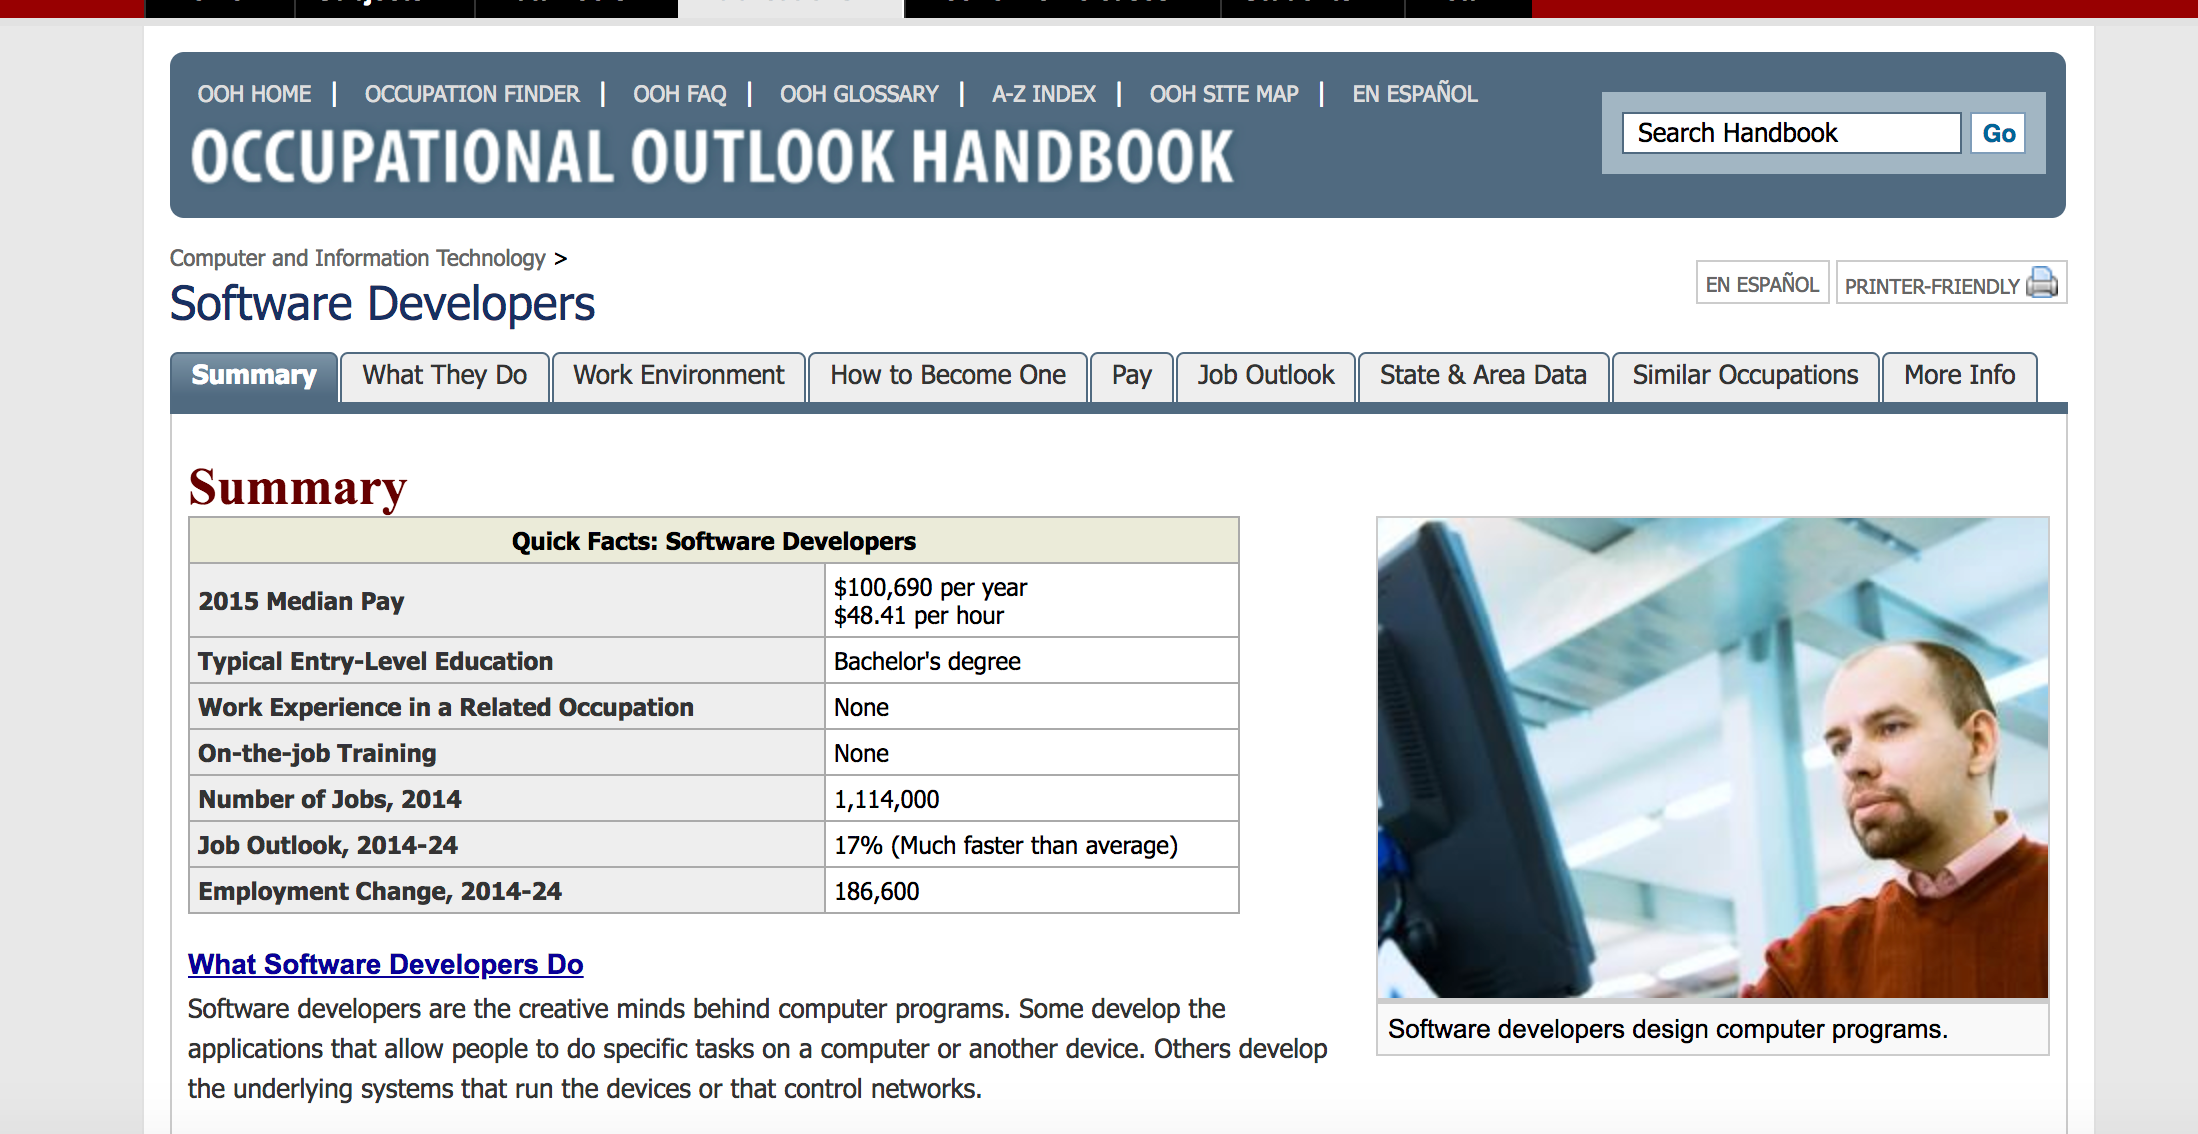 OOH HOME | OCCUPATION FINDER | OOH FAQ | OOH GLOSSARY | A-Z INDEX | OOH SITE MAP | EN ESPAÑOL
OCCUPATIONAL OUTLOOK HANDBOOK
Search Handbook Go
Computer and Information Technology >
Software Developers
EN ESPAÑOL PRINTER-FRIENDLY
Summary What They Do Work Environment How to Become One Pay Job Outlook State & Area Data Similar Occupations More Info
Summary
Quick Facts: Software Developers
2015 Median Pay $100,690 per year
$48.41 per hour
Typical Entry-Level Education Bachelor's degree
Work Experience in a Related Occupation None
On-the-job Training None
Number of Jobs, 2014 1,114,000
Job Outlook, 2014-24 17% (Much faster than average)
Employment Change, 2014-24 186,600
Software developers design computer programs.
What Software Developers Do
Software developers are the creative minds behind computer programs. Some develop the
applications that allow people to do specific tasks on a computer or another device. Others develop
the underlying systems that run the devices or that control networks.